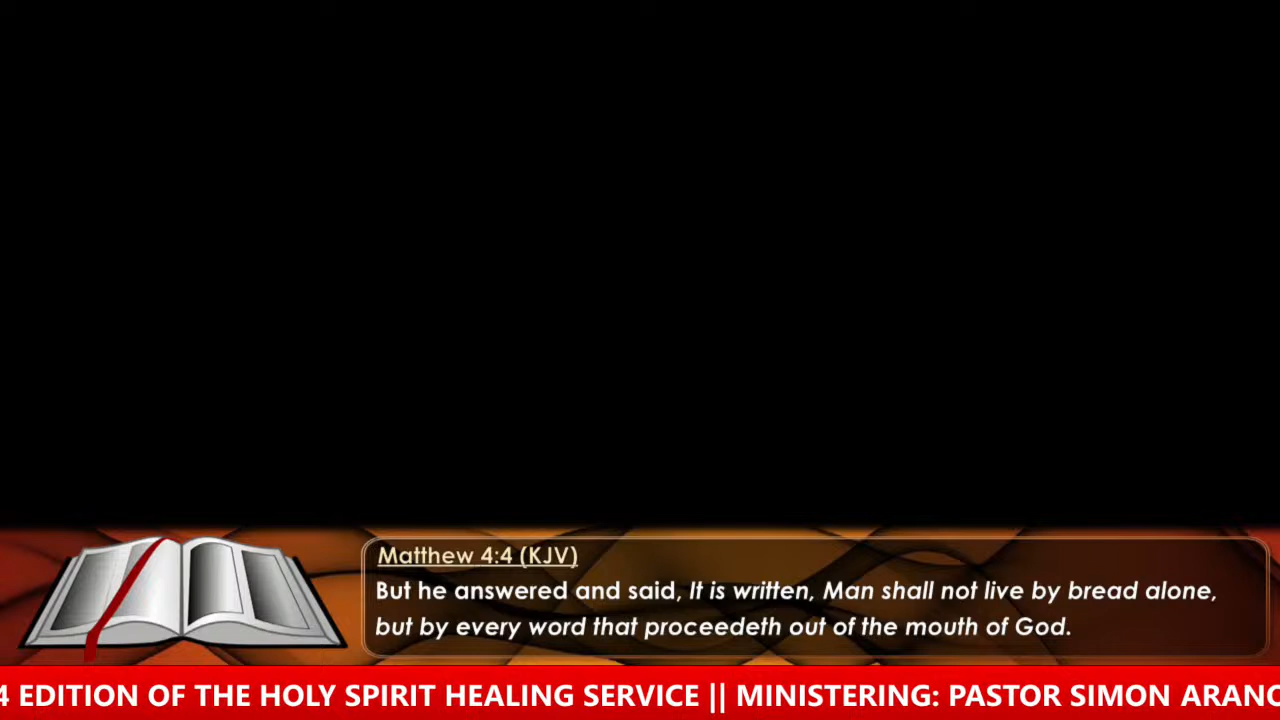 Matthew 4:4 (KJV)
But he answered and said, It is written, Man shall not live by bread alone,
but by every word that proceedeth out of the mouth of God.
4 EDITION OF THE HOLY SPIRIT HEALING SERVICE || MINISTERING: PASTOR SIMON